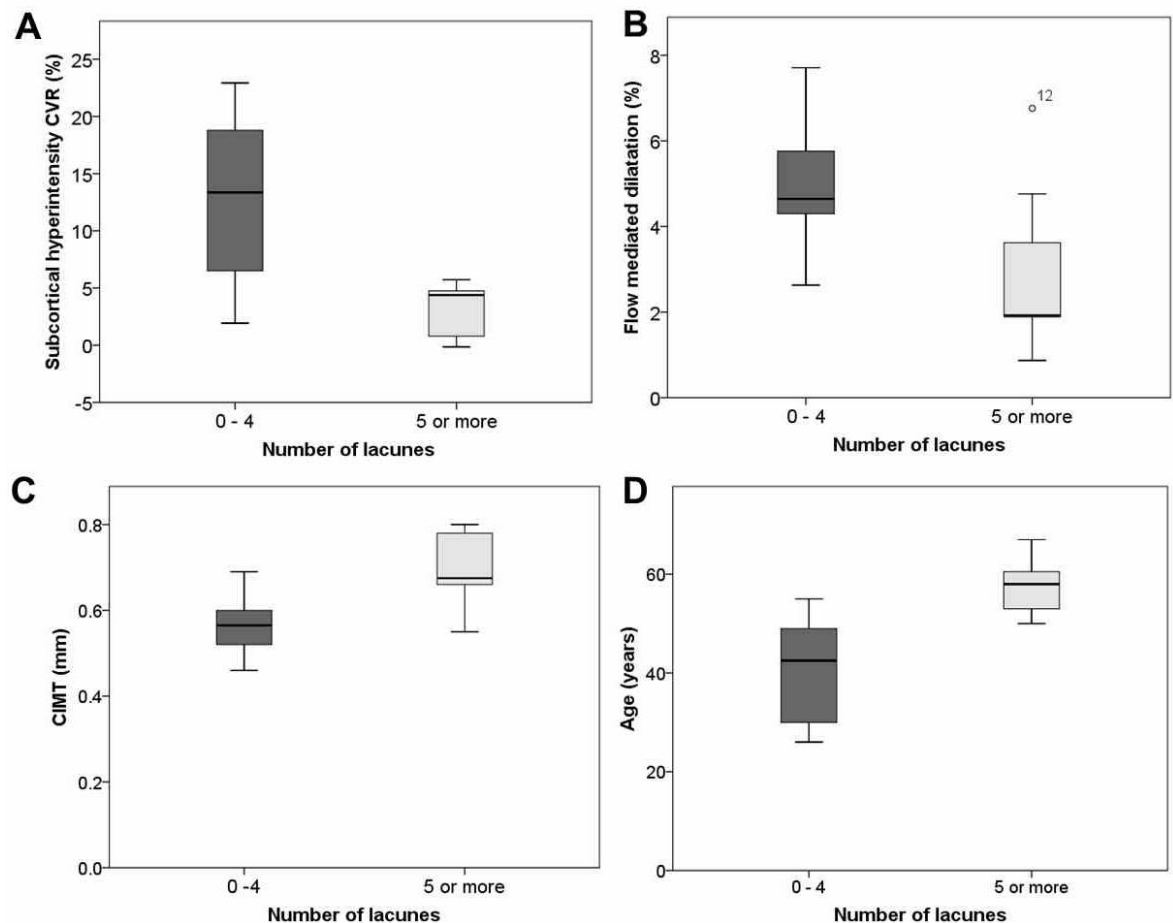 A
Subcortical hyperintensity CVR (%)
25
20
15
10
5
0
-5
0 - 4
5 or more
Number of lacunes
B
Flow mediated dilatation (%)
8
6
4
2
0
12
0 - 4
5 or more
Number of lacunes
C
CIMT (mm)
0.8
0.6
0.4
0.2
0.0
0 - 4
5 or more
Number of lacunes
D
Age (years)
60
40
20
0
0 - 4
5 or more
Number of lacunes